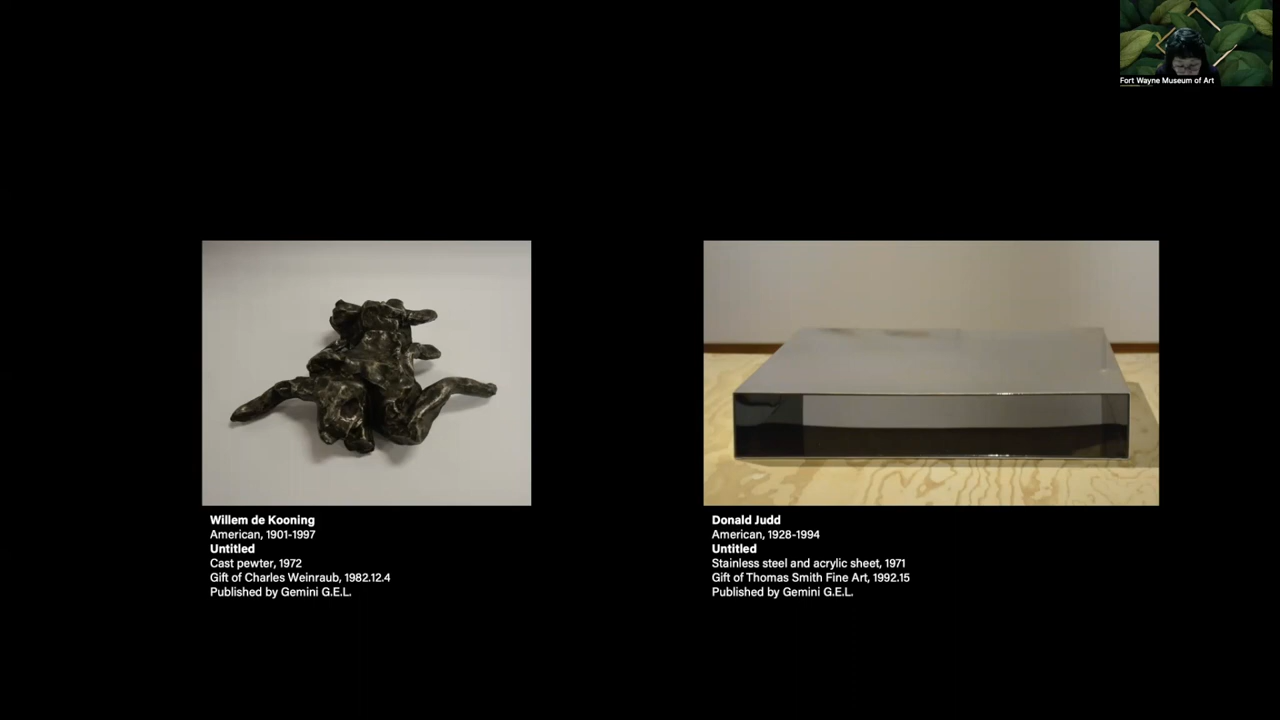 Fort Wayne Museum of Art
Willem de Kooning
American, 1901-1997
Untitled
Cast pewter, 1972
Gift of Charles Weinraub, 1982.12.4
Published by Gemini G.E.L.
Donald Judd
American, 1928-1994
Untitled
Stainless steel and acrylic sheet, 1971
Gift of Thomas Smith Fine Art, 1992.15
Published by Gemini G.E.L.